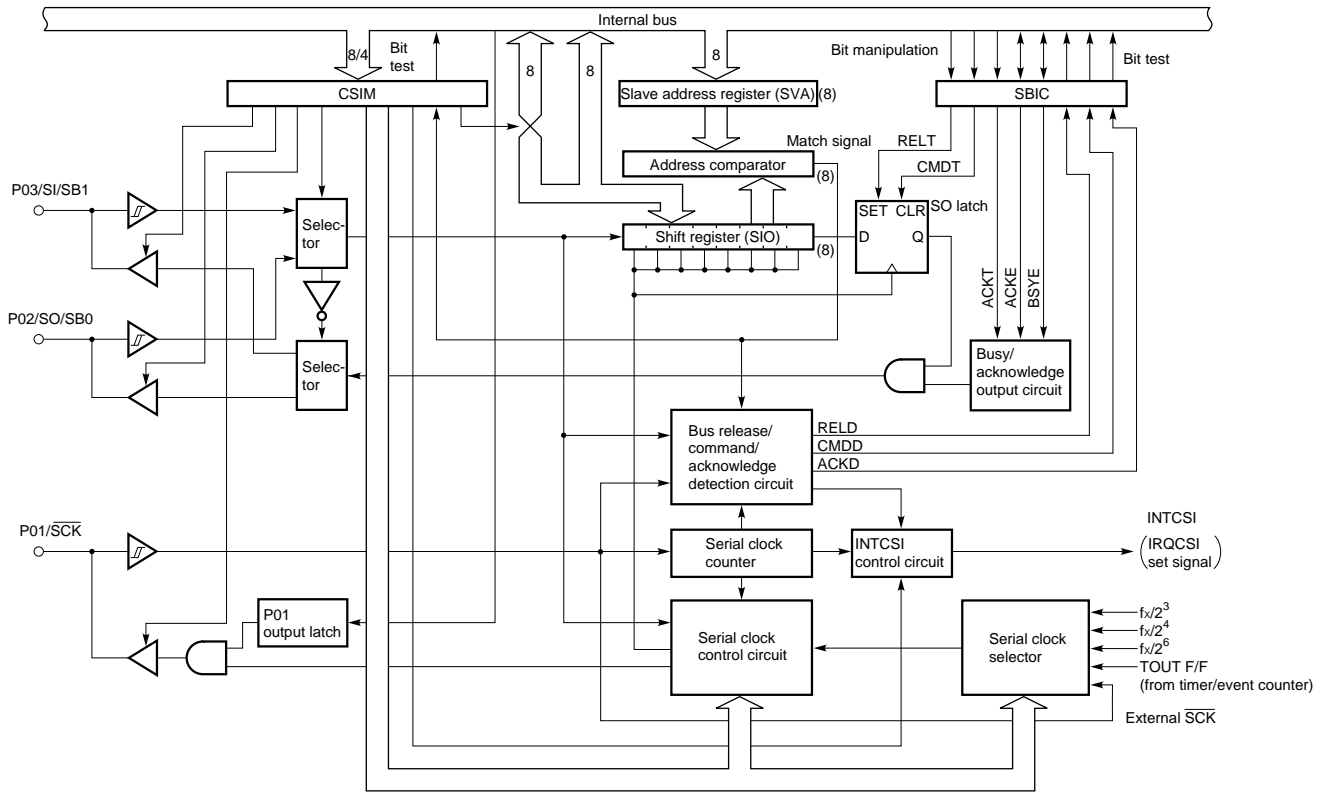 Internal bus
8/4
Bit
test
8
8
8
Bit manipulation
Bit test
CSIM
Slave address register (SVA)
(8)
SBIC
Match signal
RELT
Address comparator
(8)
CMDT
P03/SI/SB1
SET CLR
SO latch
Selec-
tor
Shift register (SIO)
(8)
D
Q
ACKT
ACKE
BSYE
P02/SO/SB0
Selec-
tor
Busy/
acknowledge
output circuit
Bus release/
command/
acknowledge
detection circuit
RELD
CMDD
ACKD
P01/SCK
INTCSI
(IRQCSI
set signal)
Serial clock
counter
INTCSI
control circuit
P01
output latch
Serial clock
control circuit
Serial clock
selector
fx/2³
fx/2⁴
fx/2⁶
TOUT F/F
(from timer/event counter)
External SCK